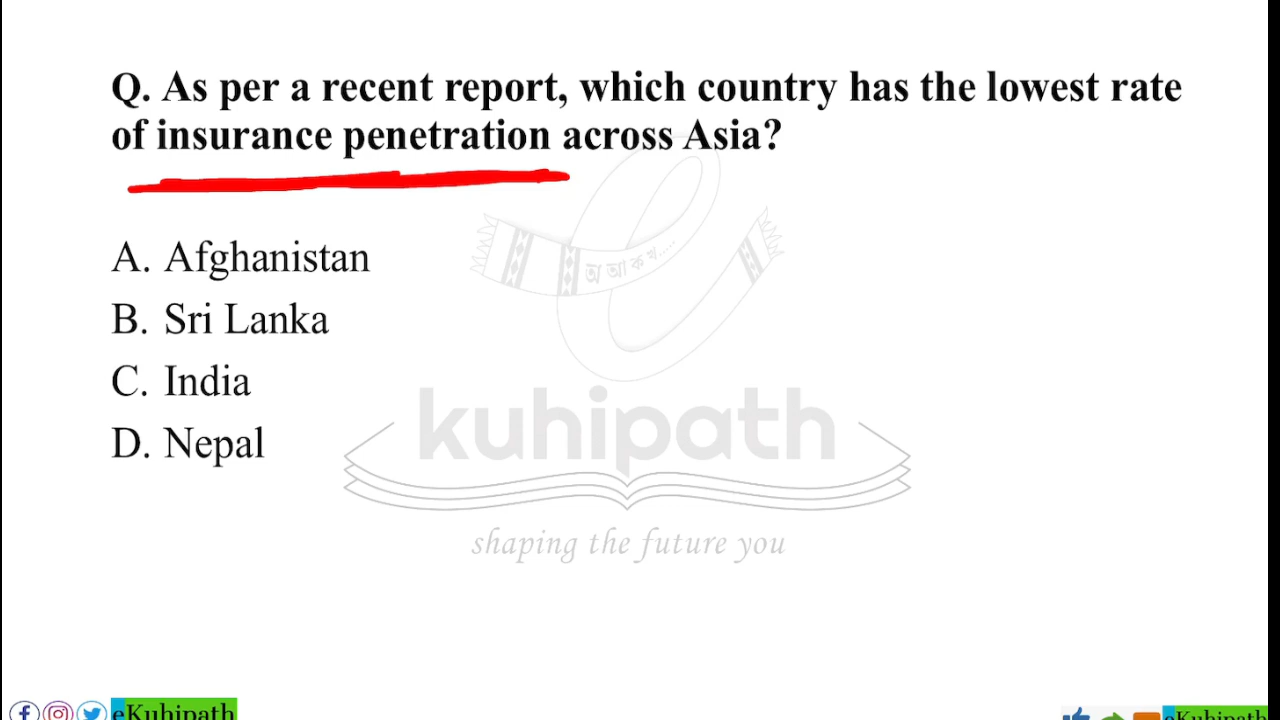 Q. As per a recent report, which country has the lowest rate
of insurance penetration across Asia?
A. Afghanistan
B. Sri Lanka
C. India
D. Nepal
অ আ ক খ.....
kuhipath
shaping the future you
eKuhipath
eKuhipath